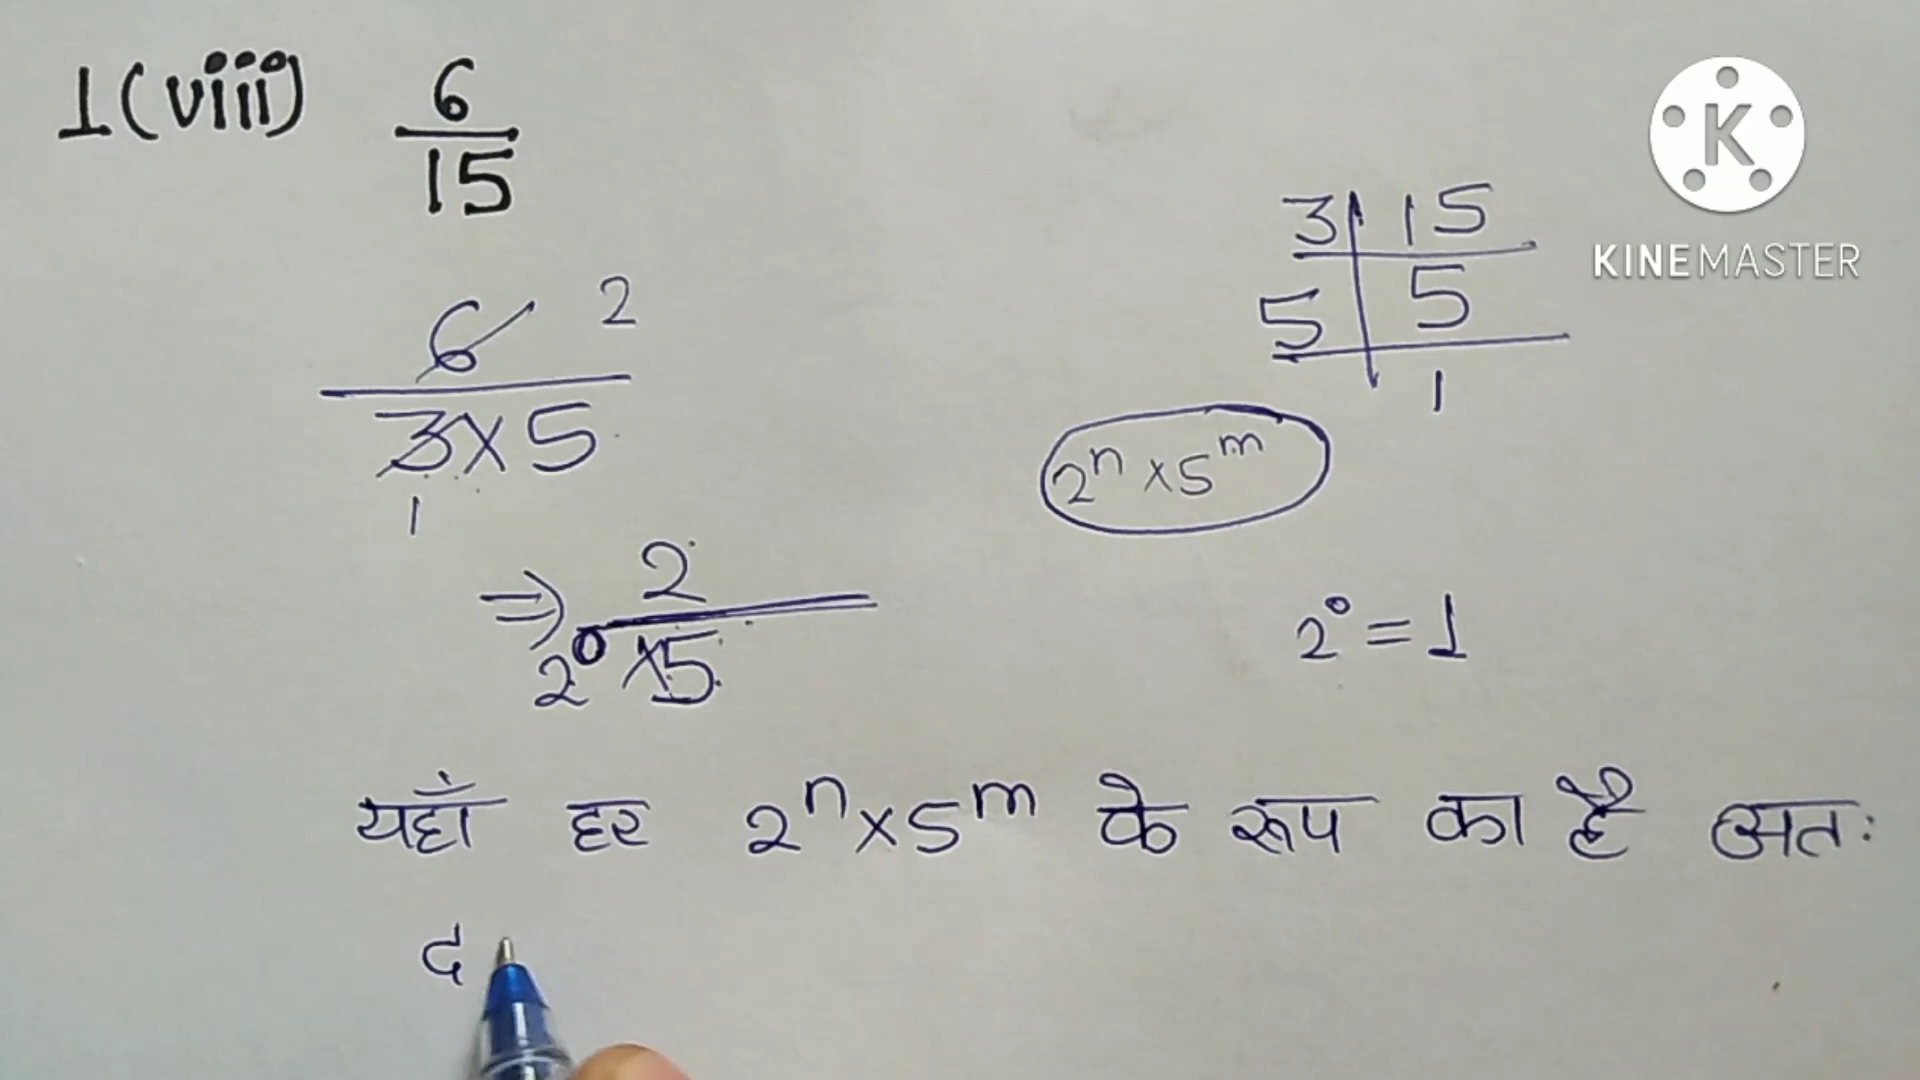 1(viii) 6/15
3 | 15
5 | 5
1
KINEMASTER
6 2
3×5
1
2ⁿ×5ᵐ
⇒ 2
2⁰×5
2⁰=1
यहाँ हर 2ⁿ×5ᵐ के रूप का है अतः
द